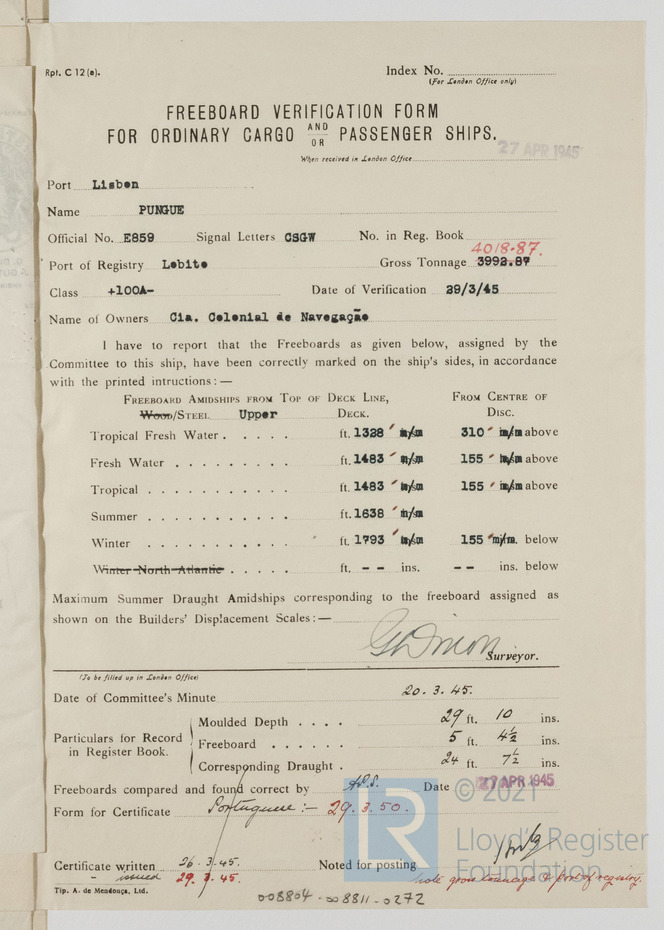 Rpt. C 12 (e).
Index No.
(For London Office only)
FREEBOARD VERIFICATION FORM
FOR ORDINARY CARGO AND OR PASSENGER SHIPS.
27 APR 1945
When received in London Office
Port Lisbon
Name PUNGUE
Official No. E859 Signal Letters CSGW No. in Reg. Book
4018.87.
Port of Registry Lobito Gross Tonnage 3992.87
Class +100A- Date of Verification 29/3/45
Name of Owners Cia. Colonial de Navegação
I have to report that the Freeboards as given below, assigned by the
Committee to this ship, have been correctly marked on the ship's sides, in accordance
with the printed intructions :—
FREEBOARD AMIDSHIPS FROM TOP OF DECK LINE, FROM CENTRE OF
WOOD/STEEL Upper DECK. DISC.
Tropical Fresh Water . . . . . ft. 1328 m/m 310 m/m above
Fresh Water . . . . . . . . . ft. 1483 m/m 155 m/m above
Tropical . . . . . . . . . . . ft. 1483 m/m 155 m/m above
Summer . . . . . . . . . . . ft. 1638 m/m
Winter . . . . . . . . . . . ft. 1793 m/m 155 m/m. below
Winter North Atlantic . . . . . ft. -- ins. -- ins. below
Maximum Summer Draught Amidships corresponding to the freeboard assigned as
shown on the Builders' Displacement Scales :—
Surveyor.
(To be filled up in London Office)
Date of Committee's Minute 20.3.45.
Particulars for Record in Register Book.
Moulded Depth . . . . 29 ft. 10 ins.
Freeboard . . . . . . 5 ft. 4½ ins.
Corresponding Draught . 24 ft. 7½ ins.
Freeboards compared and found correct by Date 27 APR 1945
Form for Certificate Portuguese :- 29.3.50.
© 2021
Lloyd's Register
Foundation
LR
Certificate written 26.3.45. Noted for posting
" issued 29.3.45. note gross tonnage & port of registry.
Tip. A. de Mendonça, Ltd.
008804-008811-0272